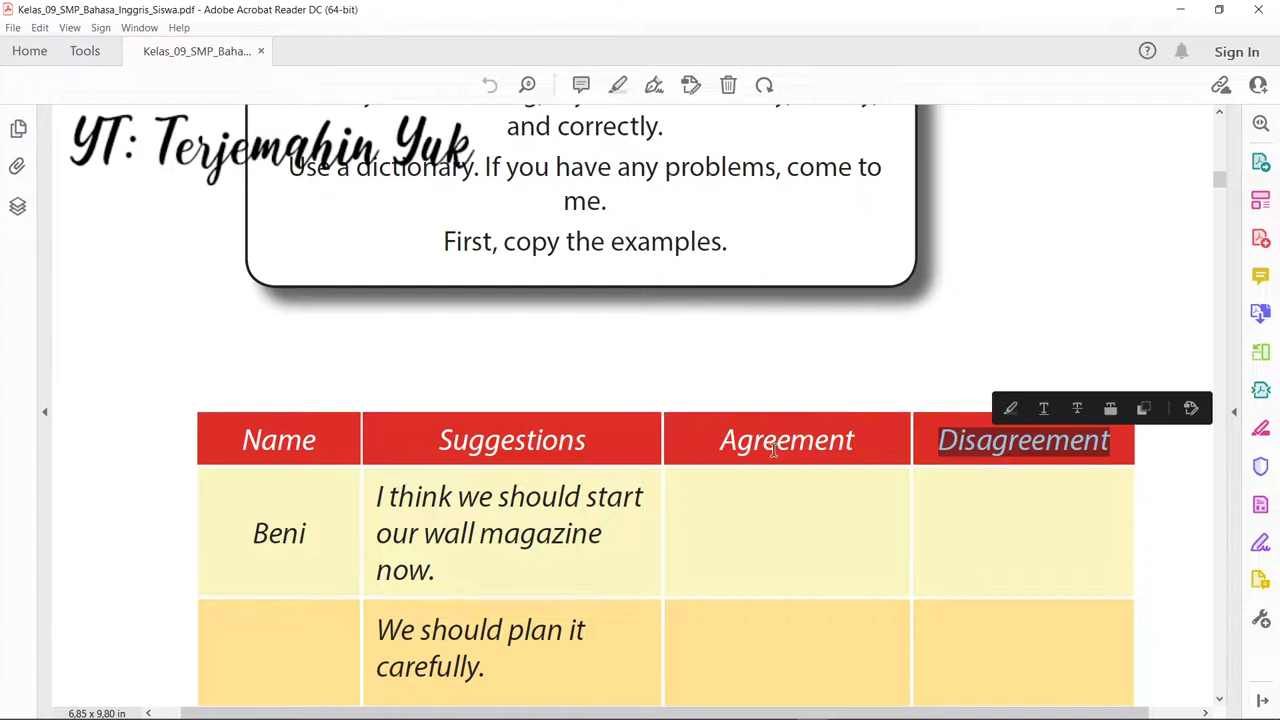 Kelas_09_SMP_Bahasa_Inggris_Siswa.pdf - Adobe Acrobat Reader DC (64-bit)
File Edit View Sign Window Help
Home Tools Kelas_09_SMP_Baha... × Sign In
YT: Terjemahin Yuk
and correctly.
Use a dictionary. If you have any problems, come to
me.
First, copy the examples.
Name Suggestions Agreement Disagreement
Beni
I think we should start
our wall magazine
now.
We should plan it
carefully.
6,85 x 9,80 in